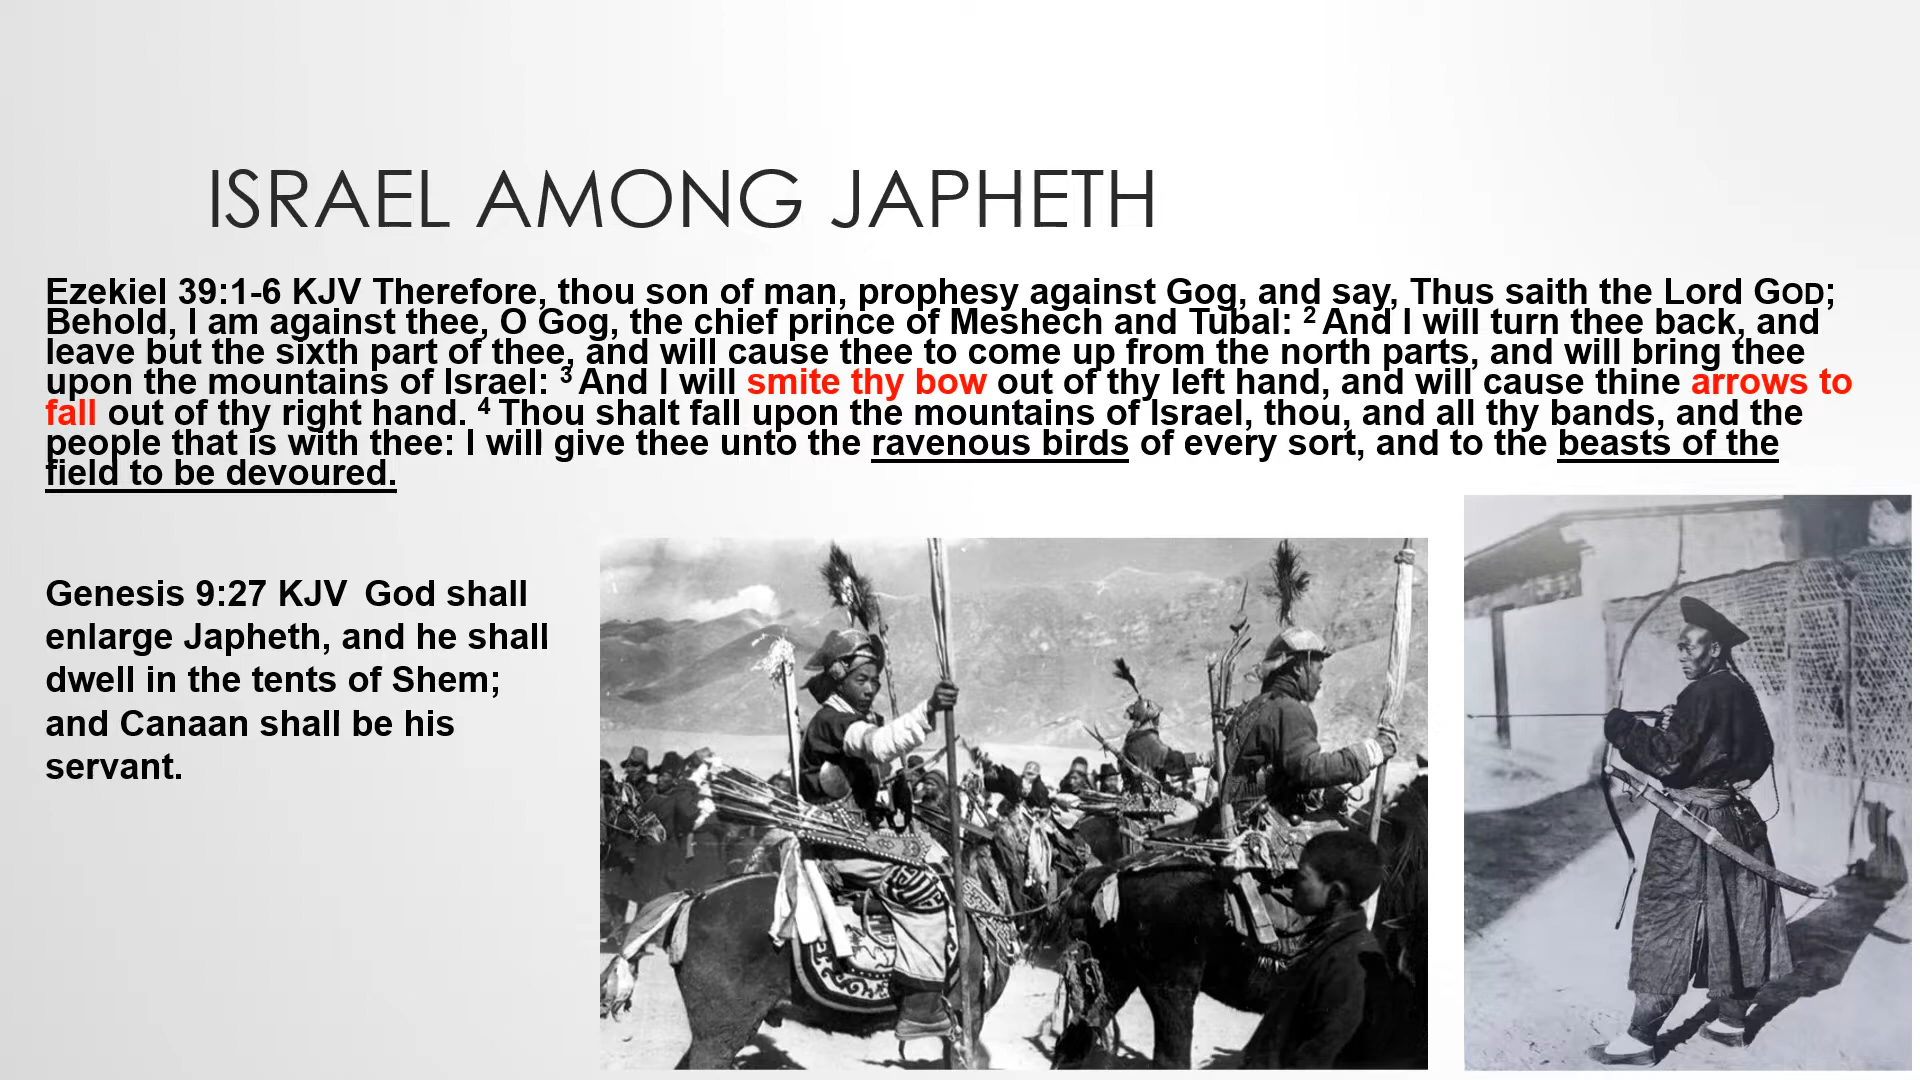 ISRAEL AMONG JAPHETH
Ezekiel 39:1-6 KJV Therefore, thou son of man, prophesy against Gog, and say, Thus saith the Lord GOD;
Behold, I am against thee, O Gog, the chief prince of Meshech and Tubal: 2 And I will turn thee back, and
leave but the sixth part of thee, and will cause thee to come up from the north parts, and will bring thee
upon the mountains of Israel: 3 And I will smite thy bow out of thy left hand, and will cause thine arrows to
fall out of thy right hand. 4 Thou shalt fall upon the mountains of Israel, thou, and all thy bands, and the
people that is with thee: I will give thee unto the ravenous birds of every sort, and to the beasts of the
field to be devoured.
Genesis 9:27 KJV God shall
enlarge Japheth, and he shall
dwell in the tents of Shem;
and Canaan shall be his
servant.